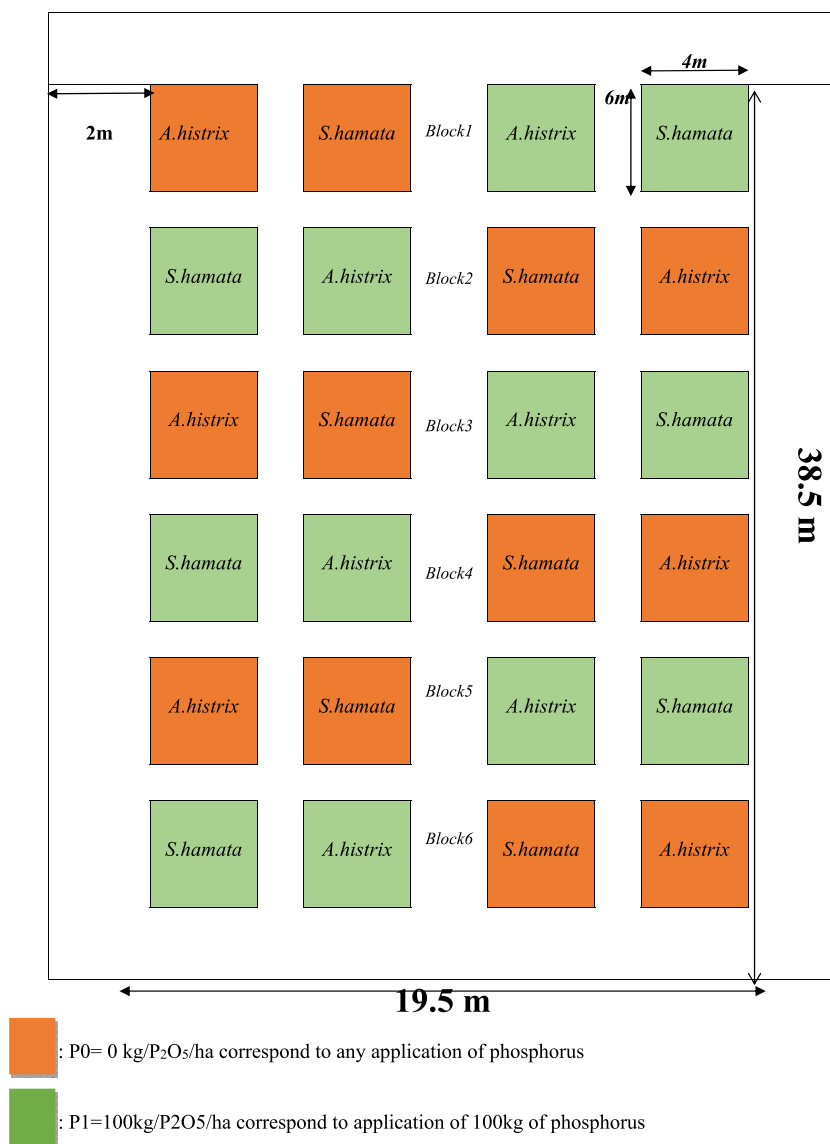 4m
6m
2m
A.histrix
S.hamata
Block1
A.histrix
S.hamata
S.hamata
A.histrix
Block2
S.hamata
A.histrix
A.histrix
S.hamata
Block3
A.histrix
S.hamata
38.5 m
S.hamata
A.histrix
Block4
S.hamata
A.histrix
A.histrix
S.hamata
Block5
A.histrix
S.hamata
S.hamata
A.histrix
Block6
S.hamata
A.histrix
19.5 m
: P0= 0 kg/P₂O₅/ha correspond to any application of phosphorus
: P1=100kg/P2O5/ha correspond to application of 100kg of phosphorus